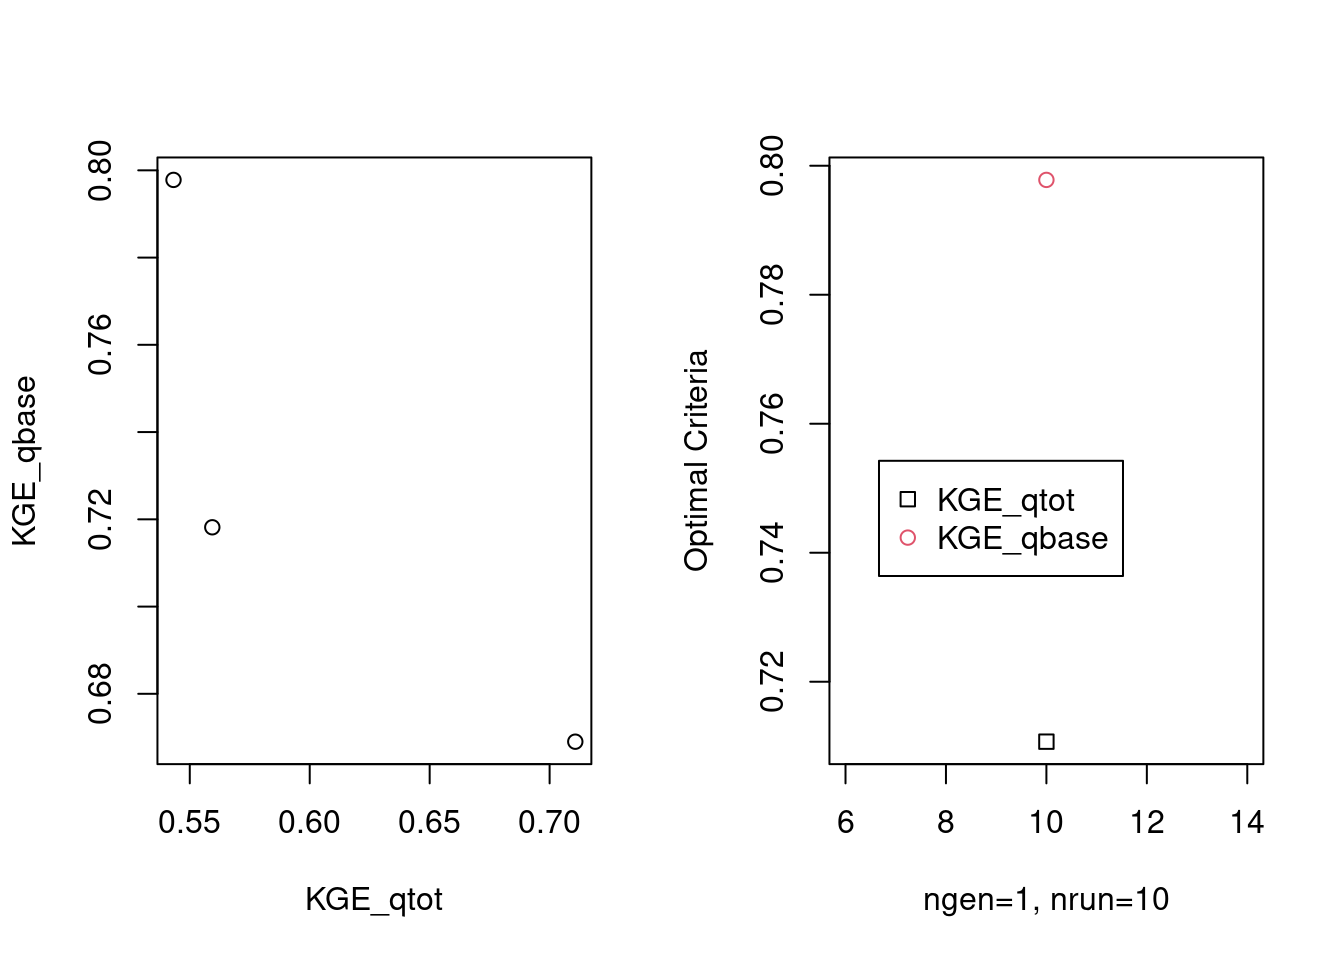 KGE_qbase
0.80
0.76
0.72
0.68
0.55 0.60 0.65 0.70
KGE_qtot
Optimal Criteria
0.80
0.78
0.76
0.74
0.72
KGE_qtot
KGE_qbase
6 8 10 12 14
ngen=1, nrun=10